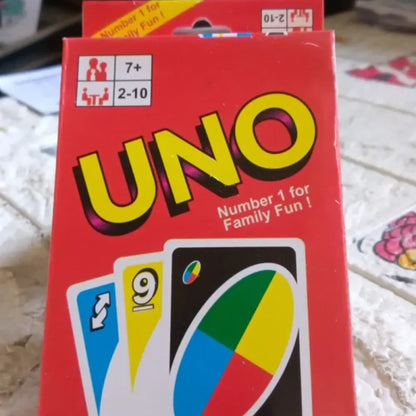 Number 1 for
Family Fun !
2-10
7+
2-10
UNO
Number 1 for
Family Fun !
9